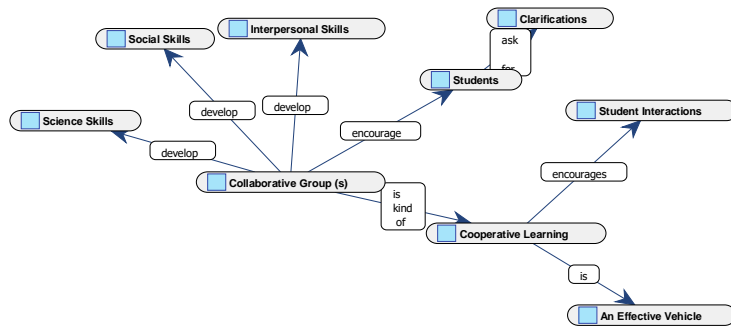 Clarifications
Interpersonal Skills
Social Skills
ask
for
Students
develop
develop
Student Interactions
Science Skills
encourage
develop
encourages
Collaborative Group (s)
is
kind
of
Cooperative Learning
is
An Effective Vehicle